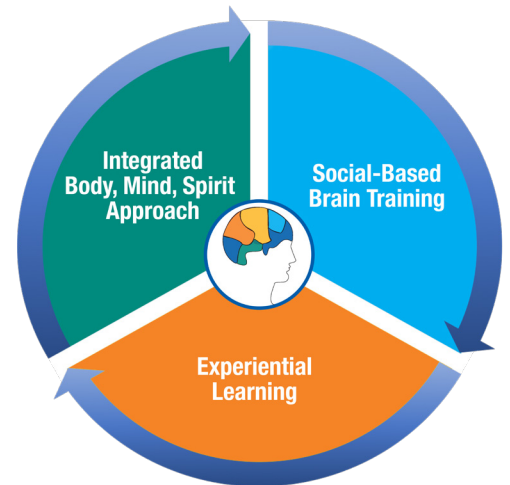 Integrated
Body, Mind, Spirit
Approach
Social-Based
Brain Training
Experiential
Learning